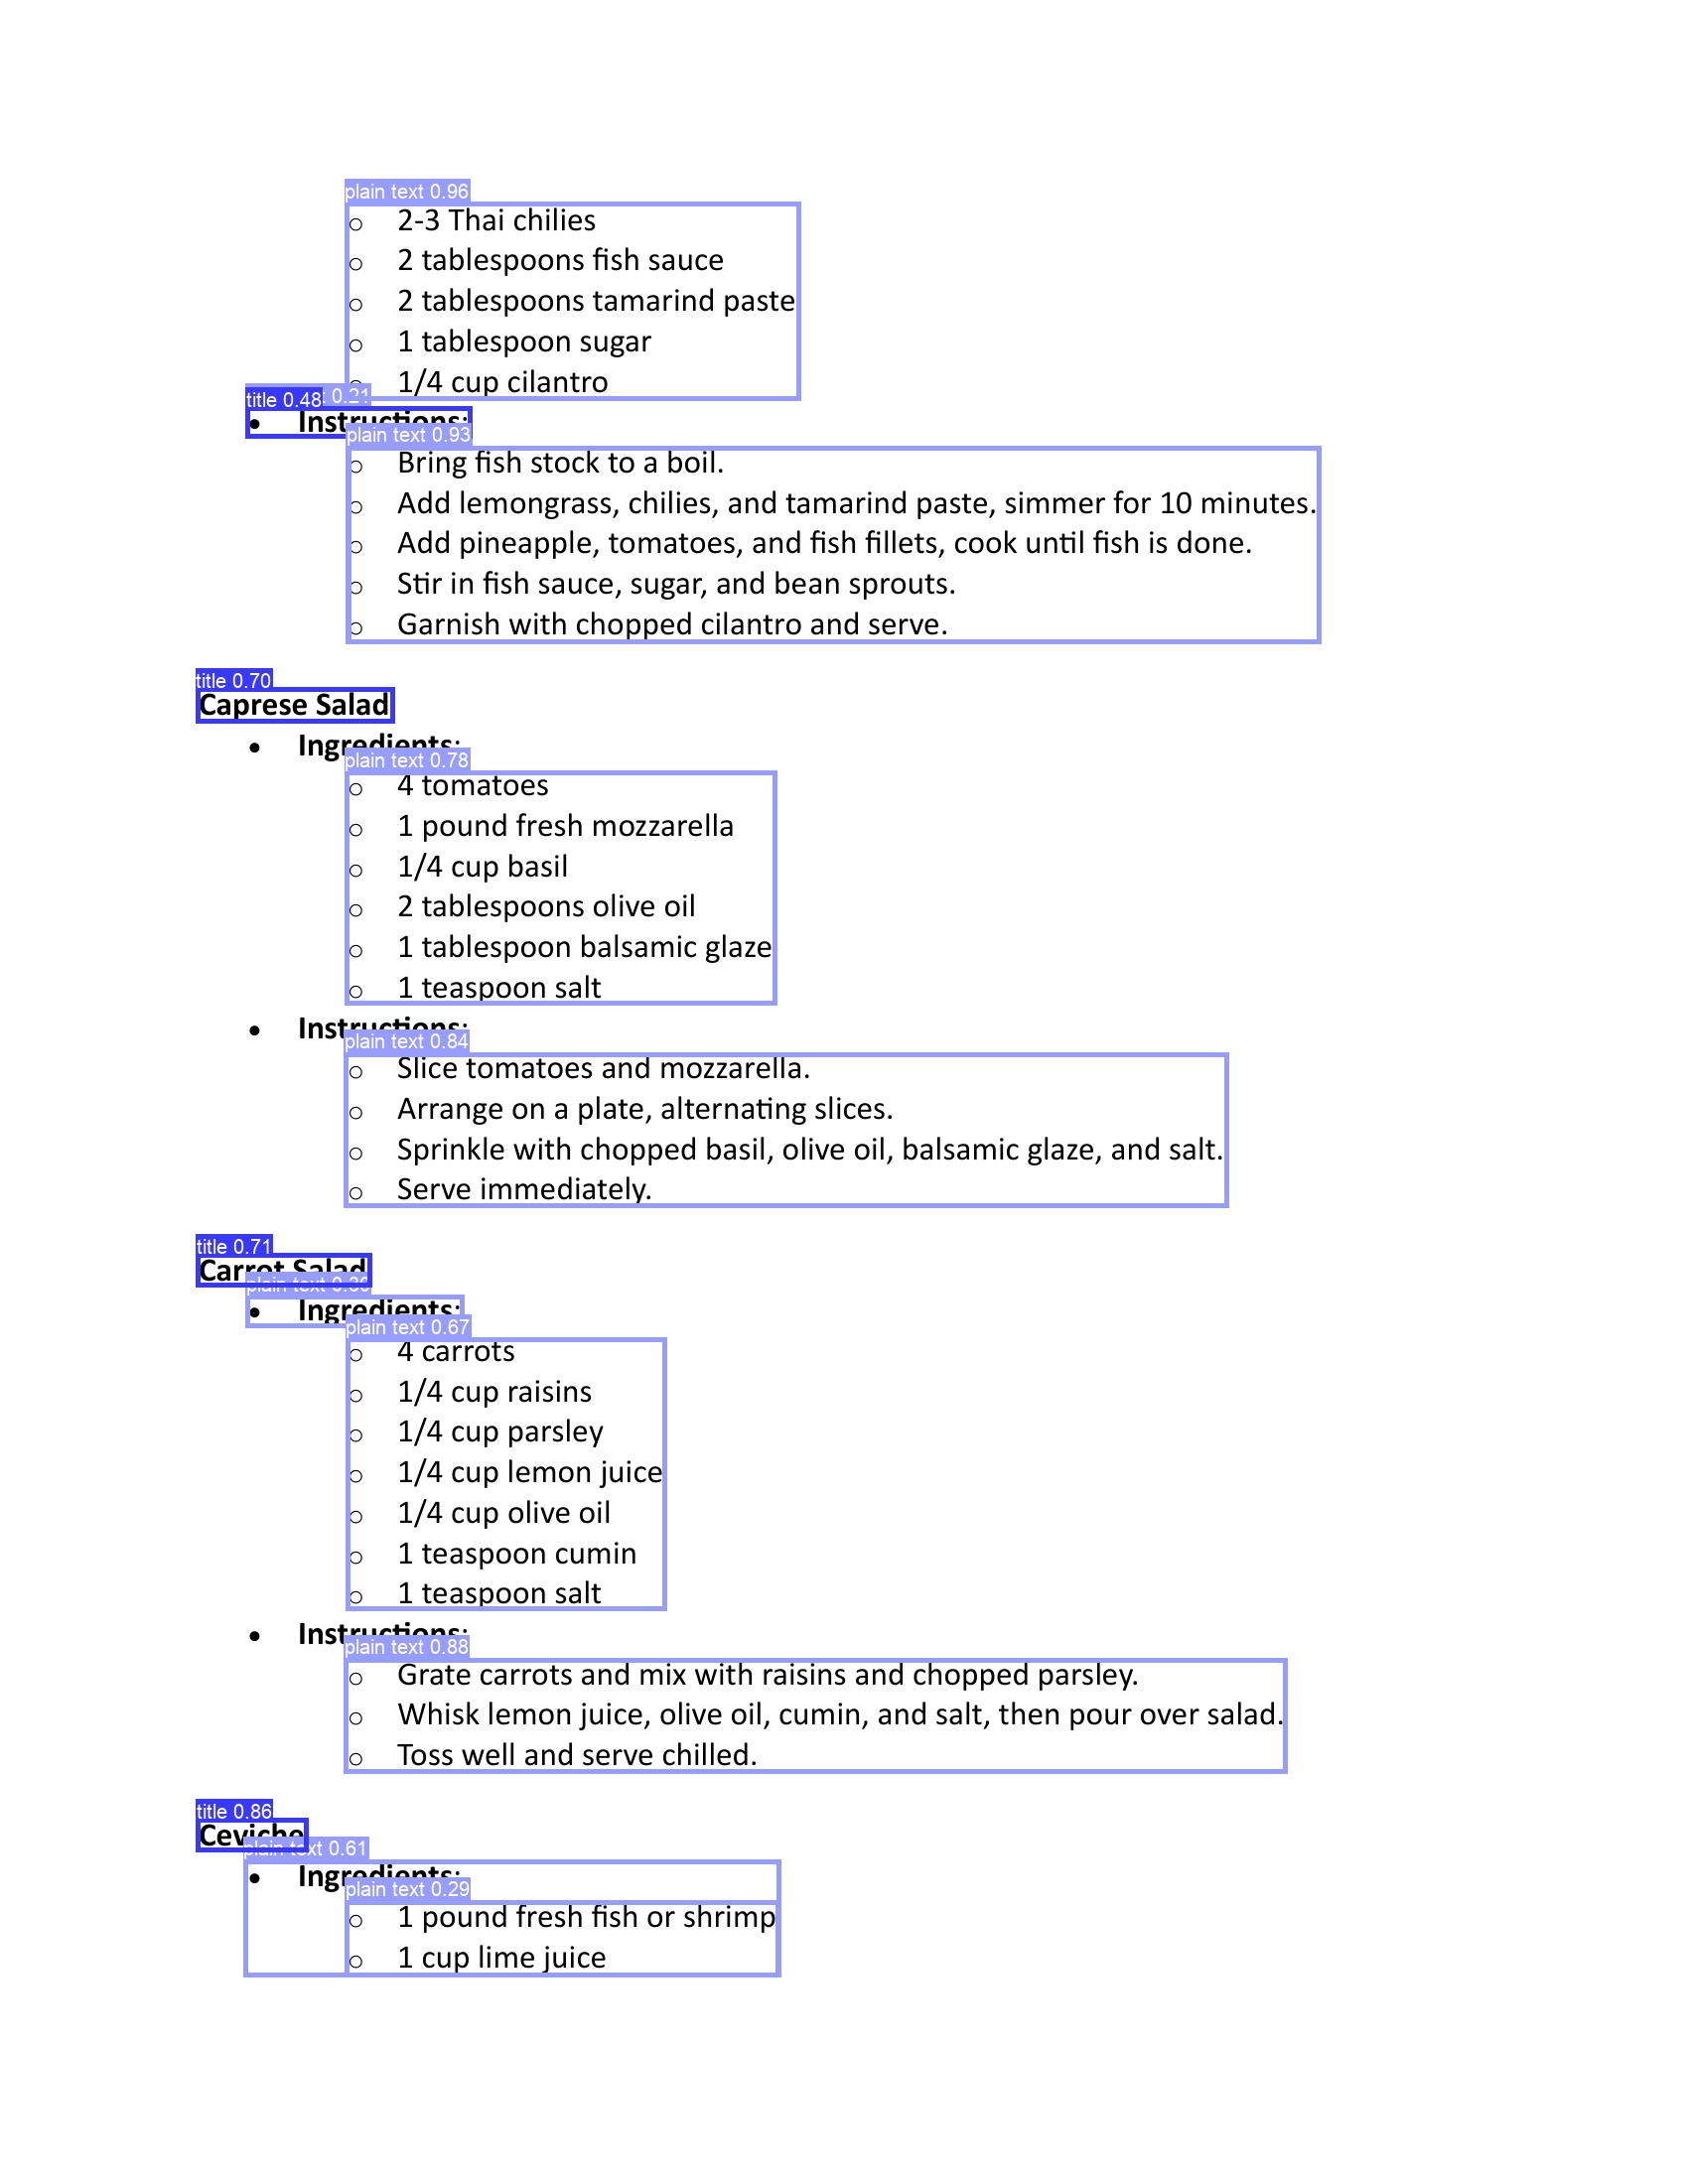 plain text 0.96
○ 2-3 Thai chilies
○ 2 tablespoons fish sauce
○ 2 tablespoons tamarind paste
○ 1 tablespoon sugar
○ 1/4 cup cilantro
title 0.48 0.21
• Instructions:
plain text 0.93
○ Bring fish stock to a boil.
○ Add lemongrass, chilies, and tamarind paste, simmer for 10 minutes.
○ Add pineapple, tomatoes, and fish fillets, cook until fish is done.
○ Stir in fish sauce, sugar, and bean sprouts.
○ Garnish with chopped cilantro and serve.
title 0.70
Caprese Salad
• Ingredients:
plain text 0.78
○ 4 tomatoes
○ 1 pound fresh mozzarella
○ 1/4 cup basil
○ 2 tablespoons olive oil
○ 1 tablespoon balsamic glaze
○ 1 teaspoon salt
• Instructions:
plain text 0.84
○ Slice tomatoes and mozzarella.
○ Arrange on a plate, alternating slices.
○ Sprinkle with chopped basil, olive oil, balsamic glaze, and salt.
○ Serve immediately.
title 0.71
Carrot Salad
plain text
• Ingredients:
plain text 0.67
○ 4 carrots
○ 1/4 cup raisins
○ 1/4 cup parsley
○ 1/4 cup lemon juice
○ 1/4 cup olive oil
○ 1 teaspoon cumin
○ 1 teaspoon salt
• Instructions:
plain text 0.88
○ Grate carrots and mix with raisins and chopped parsley.
○ Whisk lemon juice, olive oil, cumin, and salt, then pour over salad.
○ Toss well and serve chilled.
title 0.86
Ceviche
plain text 0.61
• Ingredients:
plain text 0.29
○ 1 pound fresh fish or shrimp
○ 1 cup lime juice